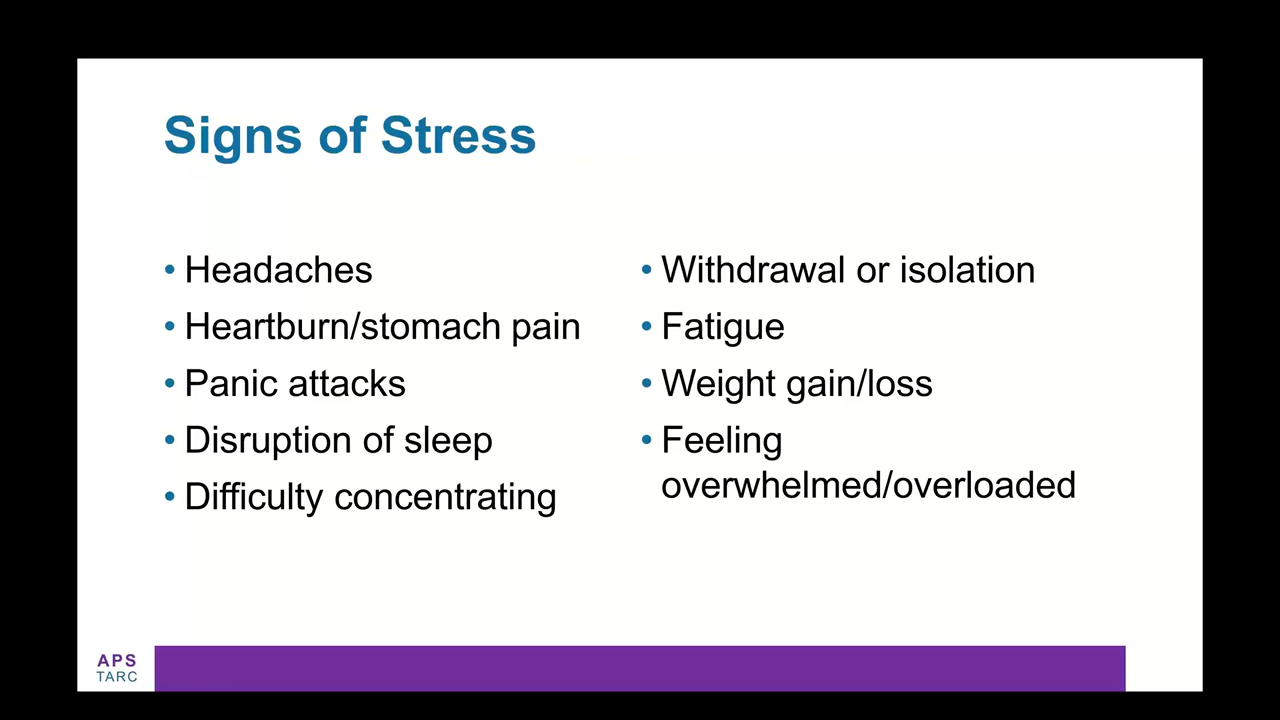 Signs of Stress
• Headaches
• Heartburn/stomach pain
• Panic attacks
• Disruption of sleep
• Difficulty concentrating
• Withdrawal or isolation
• Fatigue
• Weight gain/loss
• Feeling
overwhelmed/overloaded
APS
TARC